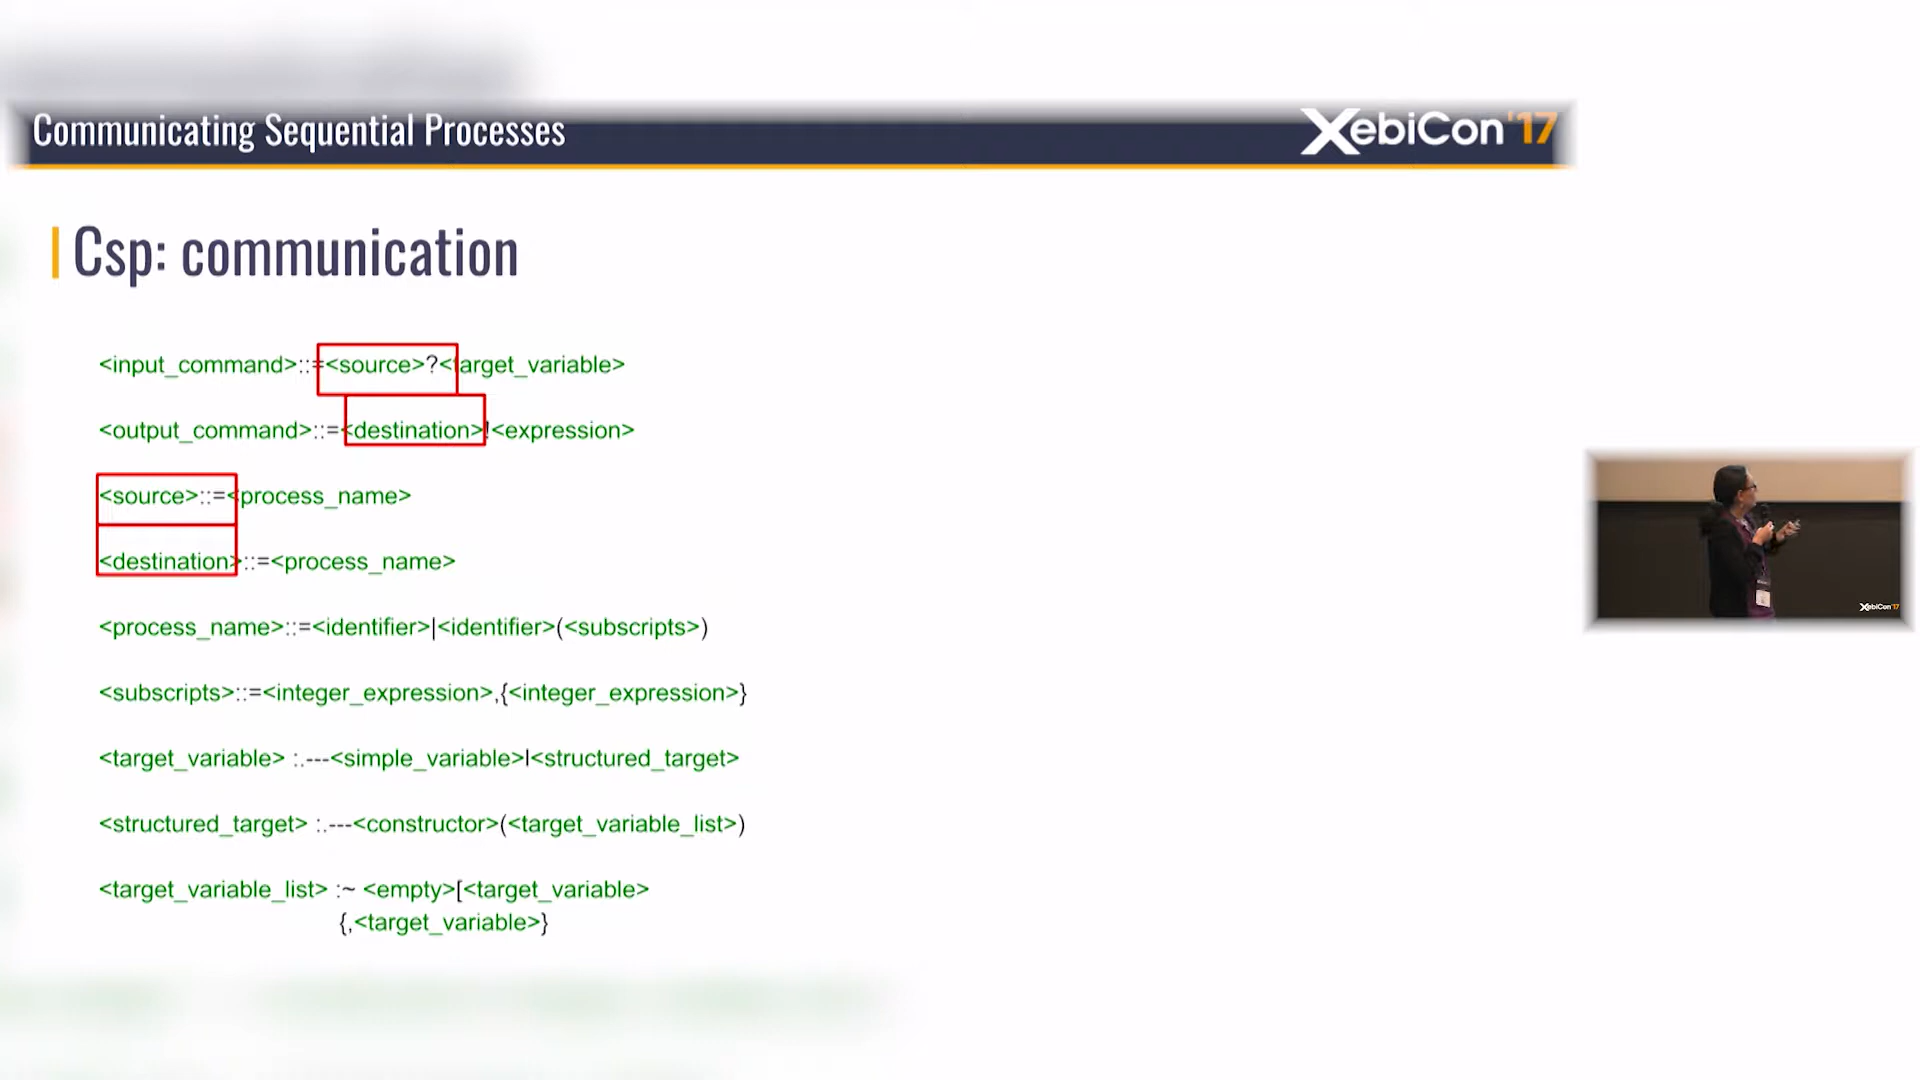 Communicating Sequential Processes
XebiCon'17
Csp: communication
<input_command>::=<source>?<target_variable>
<output_command>::=<destination>!<expression>
<source>::=<process_name>
<destination>::=<process_name>
<process_name>::=<identifier>|<identifier>(<subscripts>)
<subscripts>::=<integer_expression>,{<integer_expression>}
<target_variable> :.---<simple_variable>l<structured_target>
<structured_target> :.---<constructor>(<target_variable_list>)
<target_variable_list> :~ <empty>[<target_variable>
{,<target_variable>}
XebiCon'17